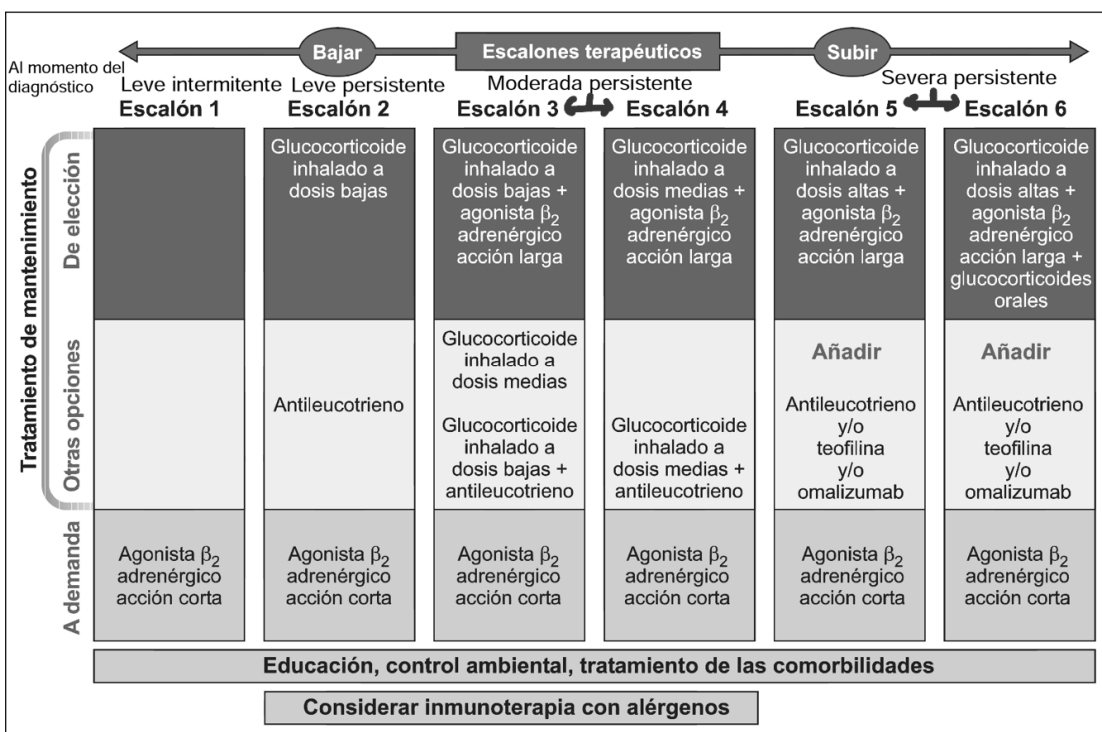 Bajar
Escalones terapéuticos
Subir
Al momento del
diagnóstico
Leve intermitente
Leve persistente
Moderada persistente
Severa persistente
Escalón 1
Escalón 2
Escalón 3
Escalón 4
Escalón 5
Escalón 6
Tratamiento de mantenimiento
De elección
Glucocorticoide
inhalado a
dosis bajas
Glucocorticoide
inhalado a
dosis bajas +
agonista β2
adrenérgico
acción larga
Glucocorticoide
inhalado a
dosis medias +
agonista β2
adrenérgico
acción larga
Glucocorticoide
inhalado a
dosis altas +
agonista β2
adrenérgico
acción larga
Glucocorticoide
inhalado a
dosis altas +
agonista β2
adrenérgico
acción larga +
glucocorticoides
orales
Otras opciones
Antileucotrieno
Glucocorticoide
inhalado a
dosis medias
Glucocorticoide
inhalado a
dosis bajas +
antileucotrieno
Glucocorticoide
inhalado a
dosis medias +
antileucotrieno
Añadir
Antileucotrieno
y/o
teofilina
y/o
omalizumab
Añadir
Antileucotrieno
y/o
teofilina
y/o
omalizumab
A demanda
Agonista β2
adrenérgico
acción corta
Agonista β2
adrenérgico
acción corta
Agonista β2
adrenérgico
acción corta
Agonista β2
adrenérgico
acción corta
Agonista β2
adrenérgico
acción corta
Agonista β2
adrenérgico
acción corta
Educación, control ambiental, tratamiento de las comorbilidades
Considerar inmunoterapia con alérgenos